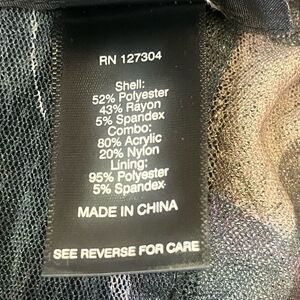 RN 127304
Shell:
52% Polyester
43% Rayon
5% Spandex
Combo:
80% Acrylic
20% Nylon
Lining:
95% Polyester
5% Spandex
MADE IN CHINA
SEE REVERSE FOR CARE